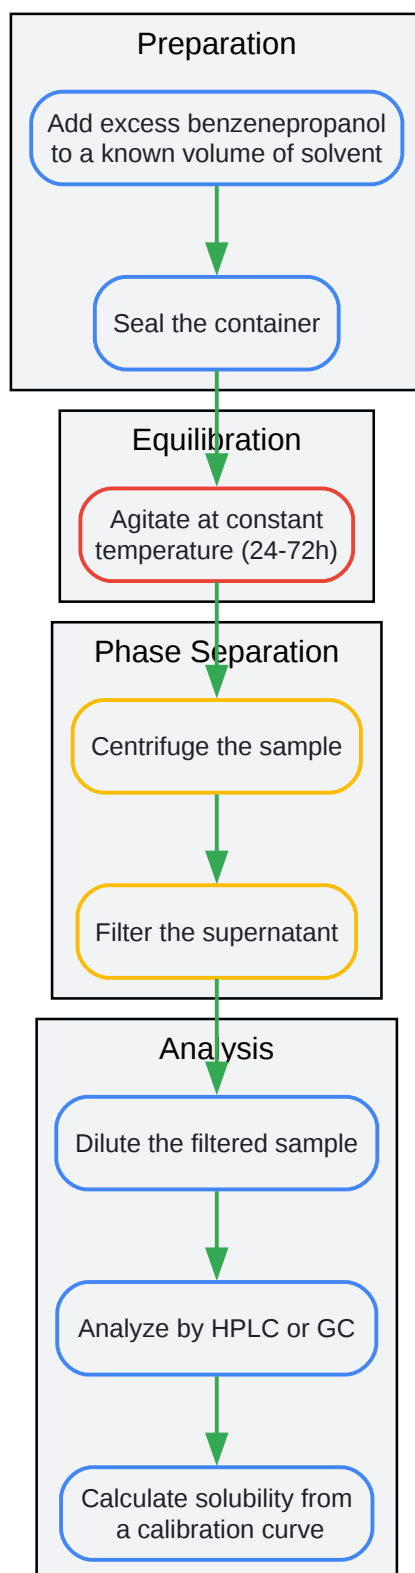 Preparation
Add excess benzenepropanol
to a known volume of solvent
Seal the container
Equilibration
Agitate at constant
temperature (24-72h)
Phase Separation
Centrifuge the sample
Filter the supernatant
Analysis
Dilute the filtered sample
Analyze by HPLC or GC
Calculate solubility from
a calibration curve